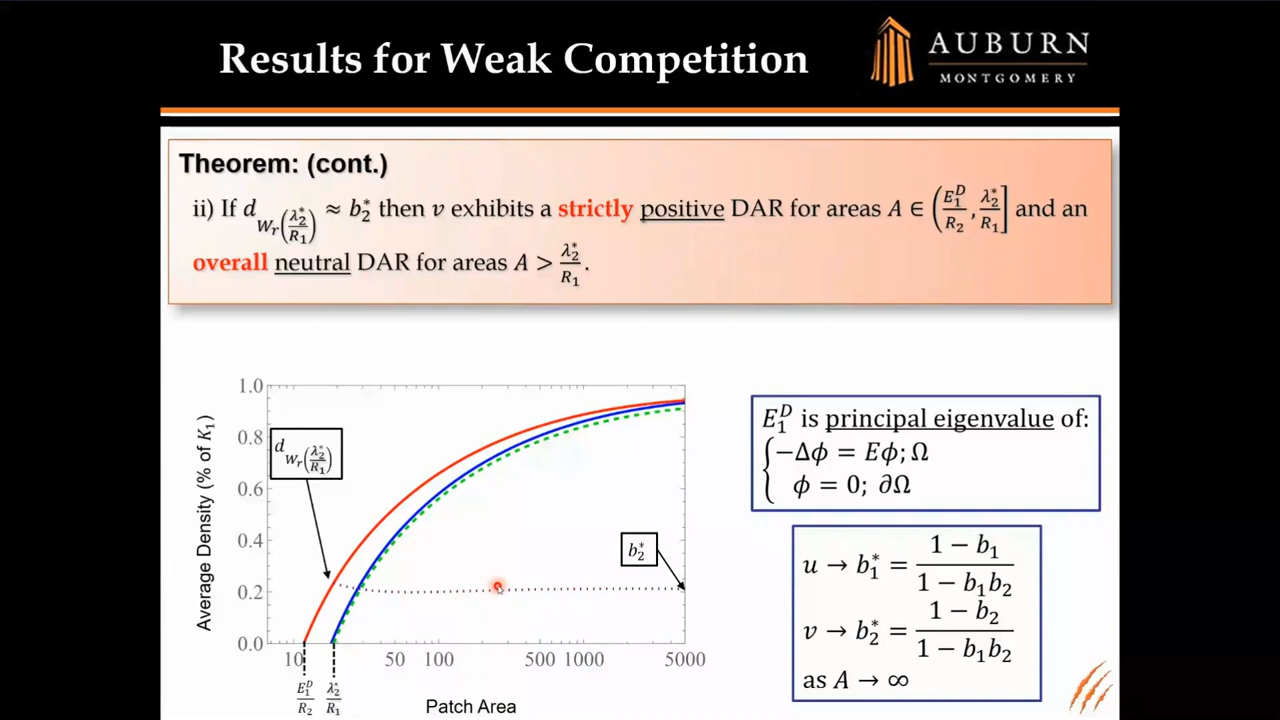 Results for Weak Competition
AUBURN
MONTGOMERY
Theorem: (cont.)
ii) If d_{W_r(λ₂*/R₁)} ≈ b₂* then v exhibits a strictly positive DAR for areas A ∈ (E₁ᴰ/R₂, λ₂*/R₁] and an
overall neutral DAR for areas A > λ₂*/R₁.
Average Density (% of K₁)
1.0
0.8
0.6
0.4
0.2
0.0
d_{W_r(λ₂*/R₁)}
b₂*
10 50 100 500 1000 5000
E₁ᴰ/R₂ λ₂*/R₁
Patch Area
E₁ᴰ is principal eigenvalue of:
{−Δϕ = Eϕ; Ω
ϕ = 0; ∂Ω
u → b₁* = (1 − b₁)/(1 − b₁b₂)
v → b₂* = (1 − b₂)/(1 − b₁b₂)
as A → ∞